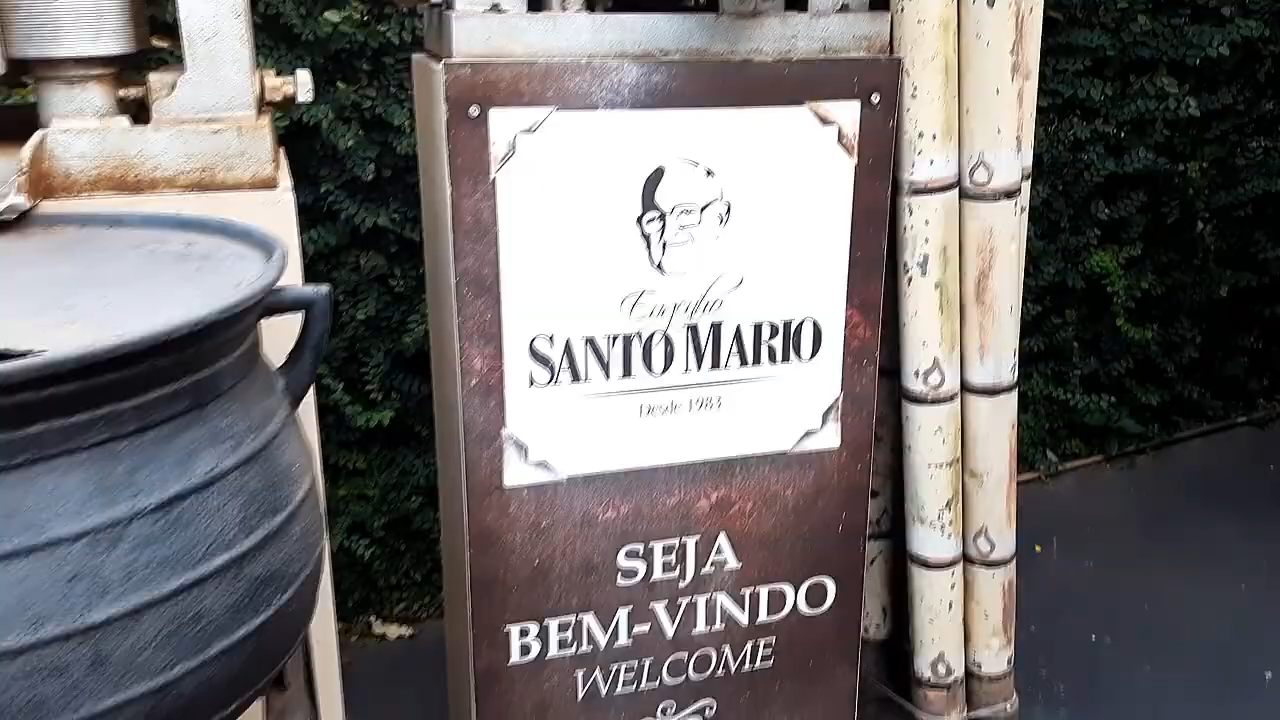 Engenho
SANTO MARIO
Desde 1983
SEJA
BEM-VINDO
WELCOME